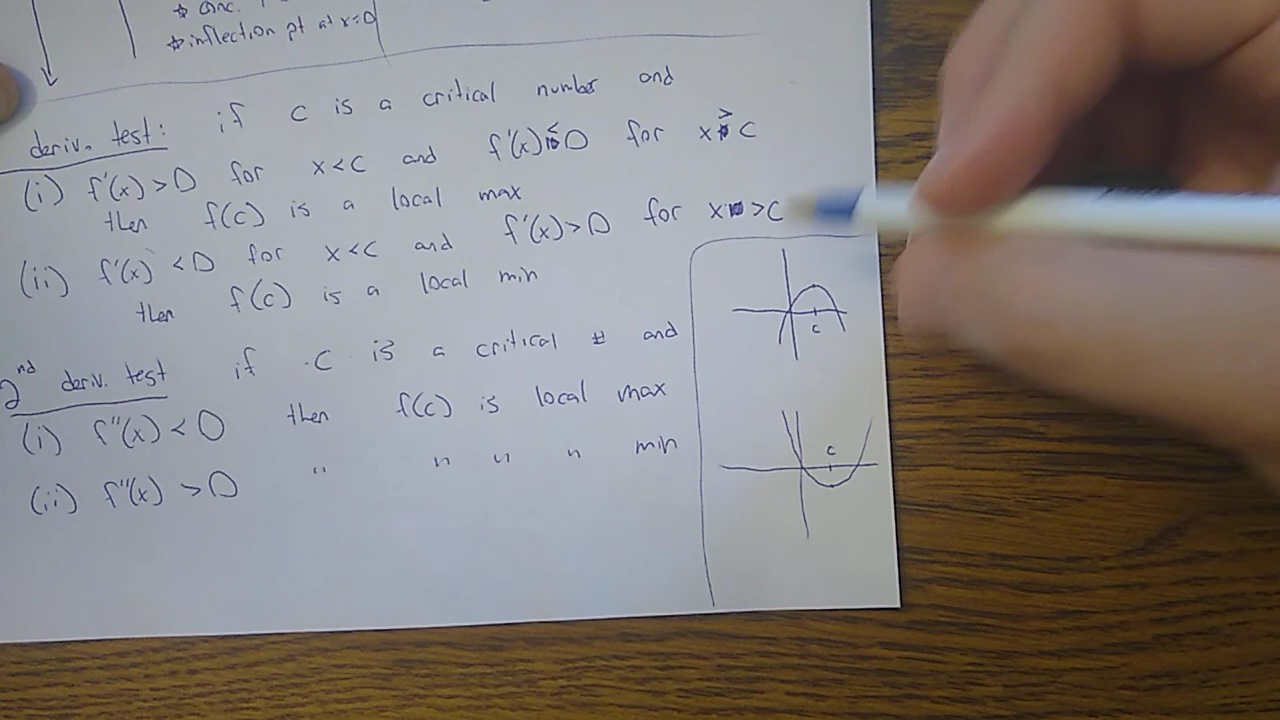 * conc.
* inflection pt at x=0
deriv. test: if c is a critical number and
(i) f'(x) > 0 for x < c and f'(x) < 0 for x > c
then f(c) is a local max
(ii) f'(x) < 0 for x < c and f'(x) > 0 for x > c
then f(c) is a local min
2nd deriv. test if c is a critical # and
(i) f''(x) < 0 then f(c) is local max
(ii) f''(x) > 0 " " " " min
c
c